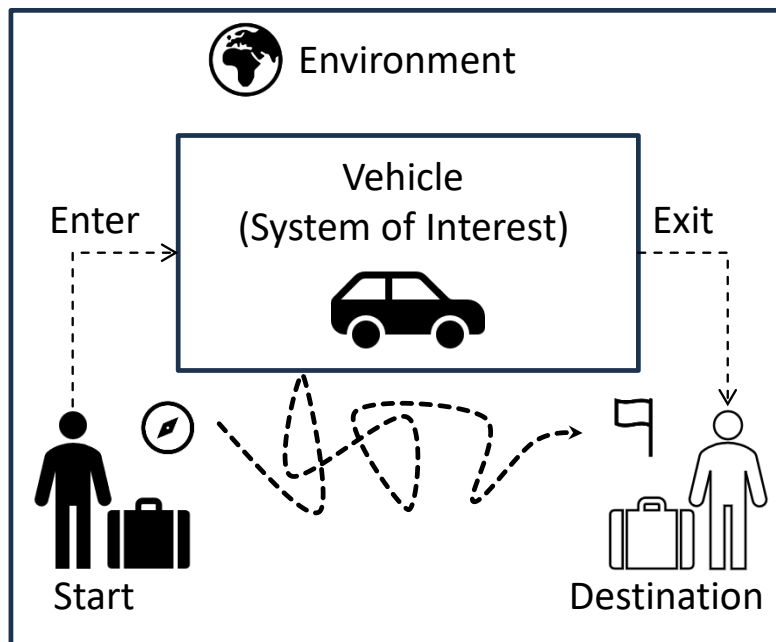 Environment
Vehicle
(System of Interest)
Enter
Exit
Start
Destination